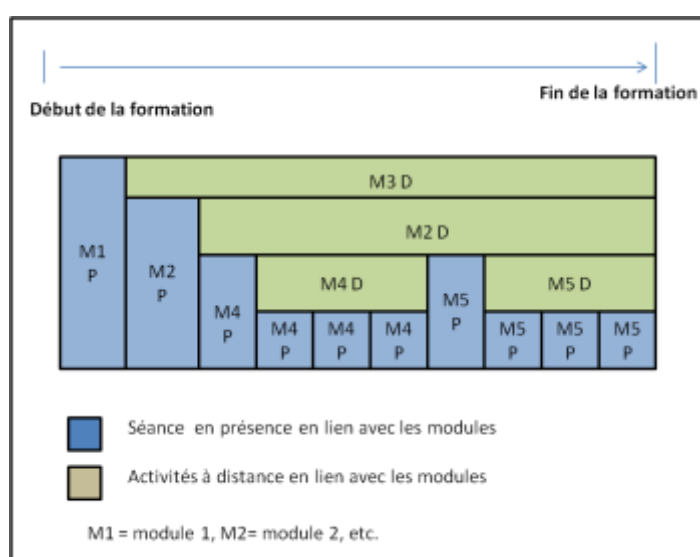 Fin de la formation
Début de la formation
M3 D
M2 D
M1
P
M2
P
M4 D
M5 D
M4
P
M5
P
M4
P
M4
P
M4
P
M5
P
M5
P
M5
P
Séance en présence en lien avec les modules
Activités à distance en lien avec les modules
M1 = module 1, M2= module 2, etc.